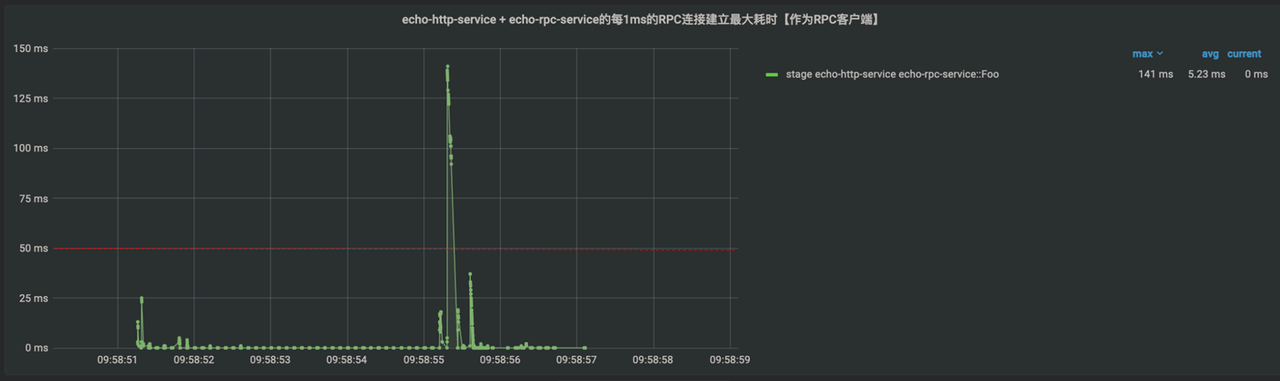 echo-http-service + echo-rpc-service的每1ms的RPC连接建立最大耗时【作为RPC客户端】
150 ms
125 ms
100 ms
75 ms
50 ms
25 ms
0 ms
09:58:51 09:58:52 09:58:53 09:58:54 09:58:55 09:58:56 09:58:57 09:58:58 09:58:59
max avg current
stage echo-http-service echo-rpc-service::Foo 141 ms 5.23 ms 0 ms